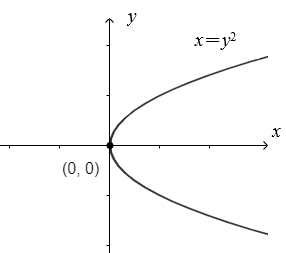 y
x=y²
x
(0, 0)